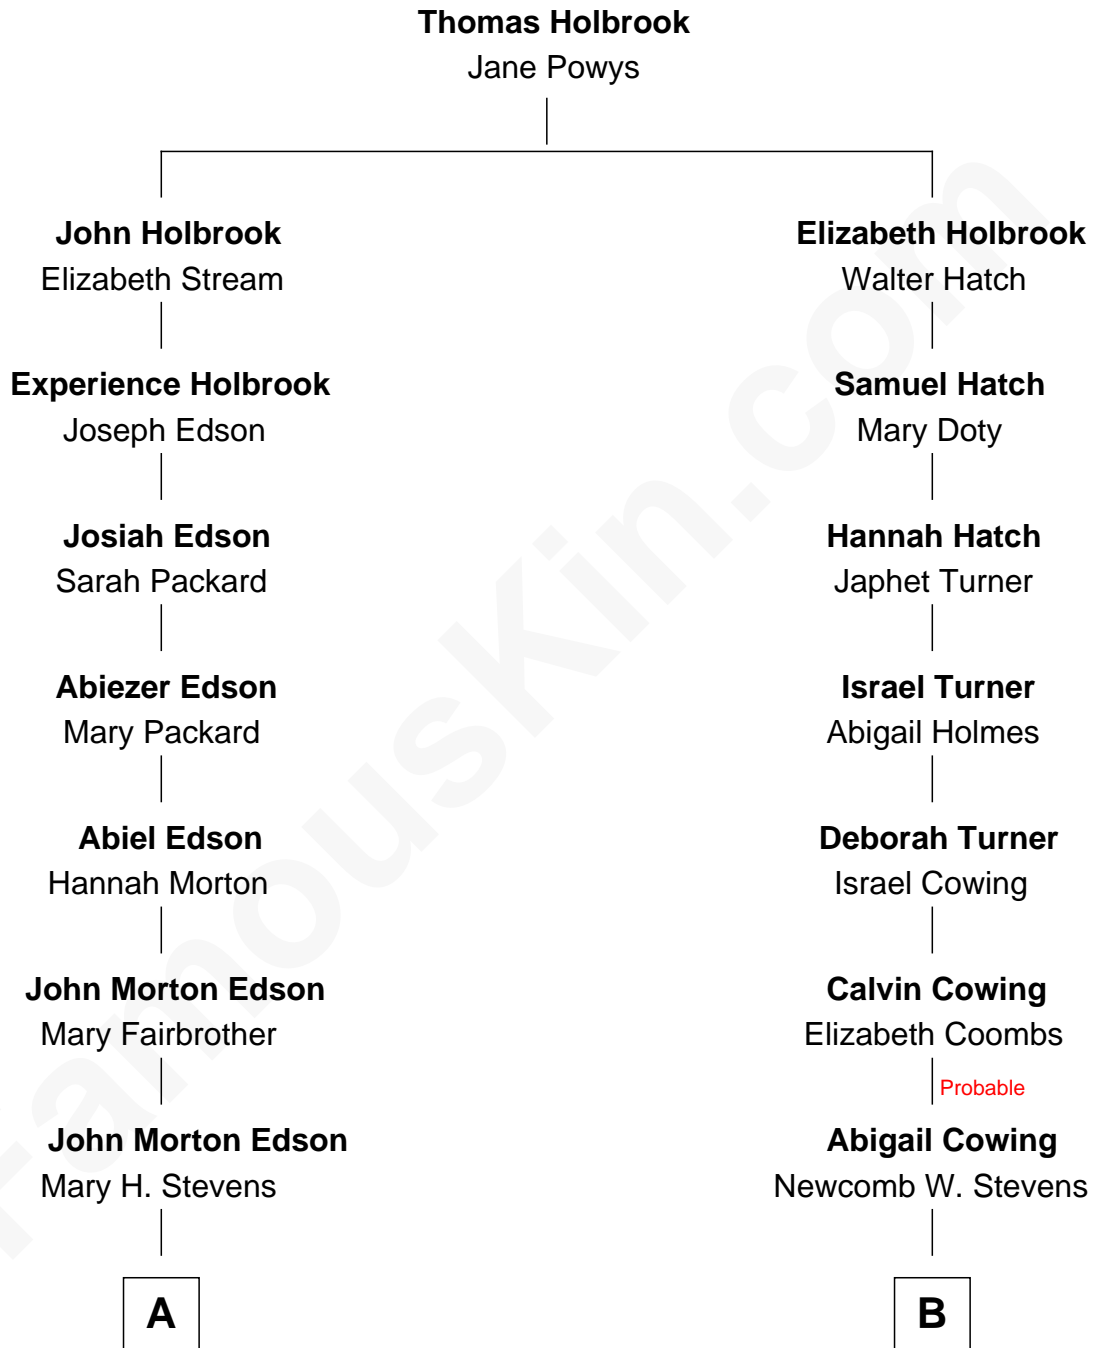 Thomas Holbrook
Jane Powys
John Holbrook
Elizabeth Stream
Experience Holbrook
Joseph Edson
Josiah Edson
Sarah Packard
Abiezer Edson
Mary Packard
Abiel Edson
Hannah Morton
John Morton Edson
Mary Fairbrother
John Morton Edson
Mary H. Stevens
A
Elizabeth Holbrook
Walter Hatch
Samuel Hatch
Mary Doty
Hannah Hatch
Japhet Turner
Israel Turner
Abigail Holmes
Deborah Turner
Israel Cowing
Calvin Cowing
Elizabeth Coombs
Probable
Abigail Cowing
Newcomb W. Stevens
B
FamousKin.com